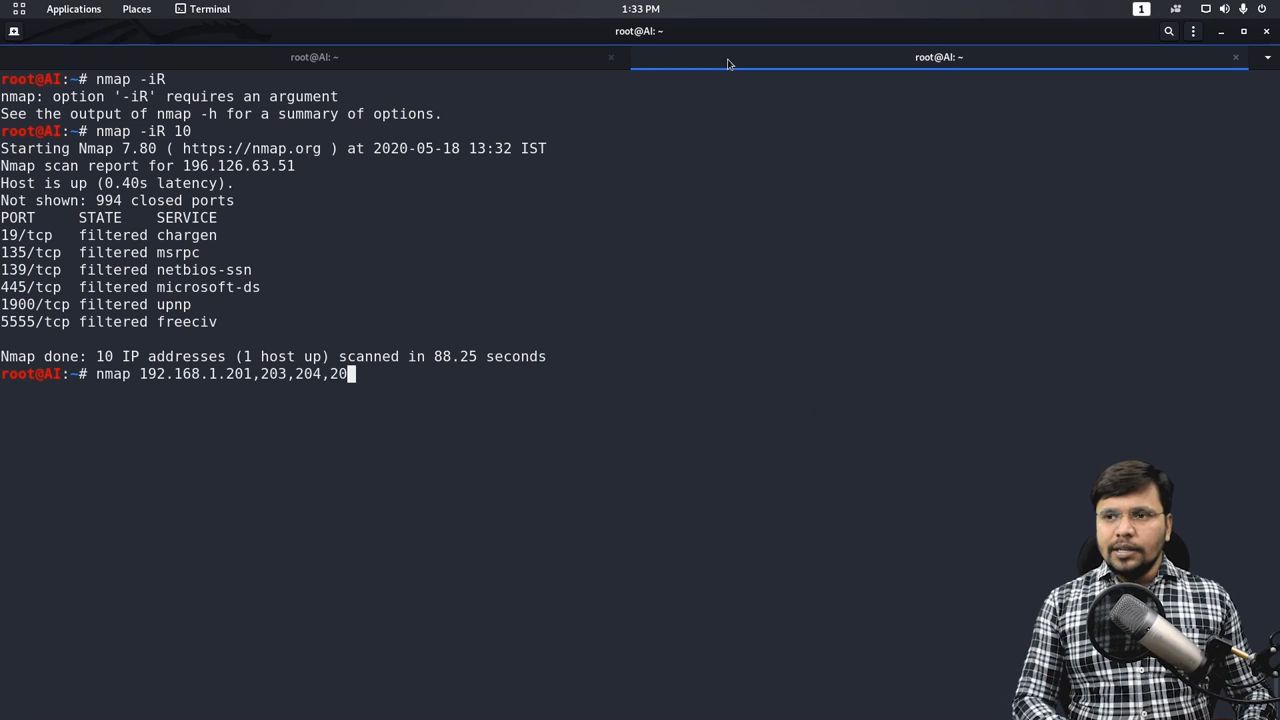 Applications Places Terminal 1:33 PM 1
root@AI: ~
root@AI: ~ root@AI: ~
root@AI:~# nmap -iR
nmap: option '-iR' requires an argument
See the output of nmap -h for a summary of options.
root@AI:~# nmap -iR 10
Starting Nmap 7.80 ( https://nmap.org ) at 2020-05-18 13:32 IST
Nmap scan report for 196.126.63.51
Host is up (0.40s latency).
Not shown: 994 closed ports
PORT     STATE    SERVICE
19/tcp   filtered chargen
135/tcp  filtered msrpc
139/tcp  filtered netbios-ssn
445/tcp  filtered microsoft-ds
1900/tcp filtered upnp
5555/tcp filtered freeciv
Nmap done: 10 IP addresses (1 host up) scanned in 88.25 seconds
root@AI:~# nmap 192.168.1.201,203,204,20